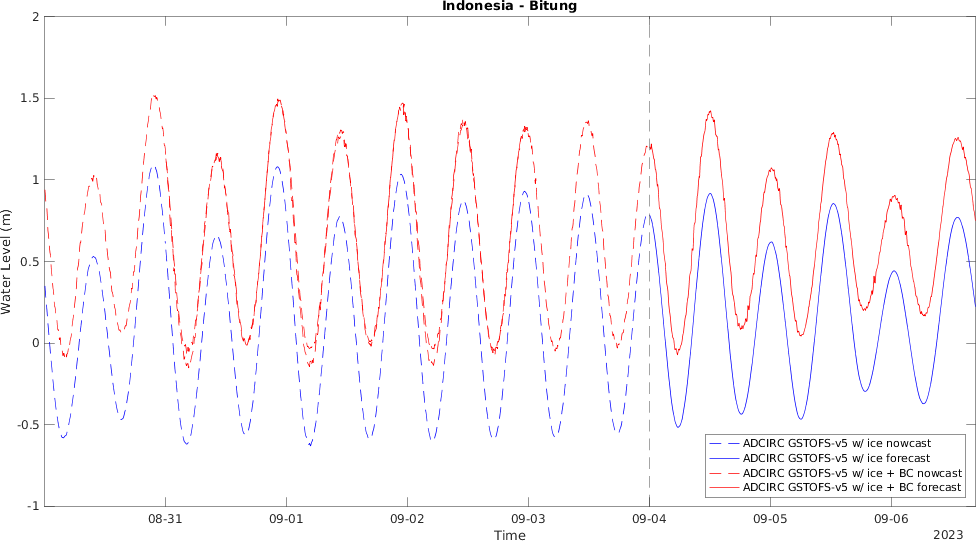 Indonesia - Bitung
2
1.5
1
0.5
0
-0.5
-1
Water Level (m)
08-31
09-01
09-02
09-03
09-04
09-05
09-06
Time
2023
ADCIRC GSTOFS-v5 w/ ice nowcast
ADCIRC GSTOFS-v5 w/ ice forecast
ADCIRC GSTOFS-v5 w/ ice + BC nowcast
ADCIRC GSTOFS-v5 w/ ice + BC forecast